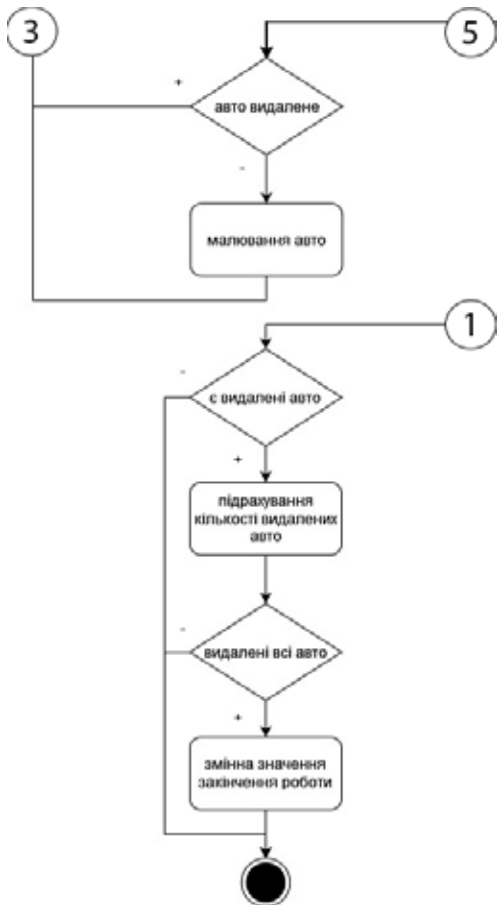 3
5
+
авто видалене
-
малювання авто
1
-
є видалені авто
+
підрахування
кількості видалених
авто
-
видалені всі авто
+
змінна значення
закінчення роботи